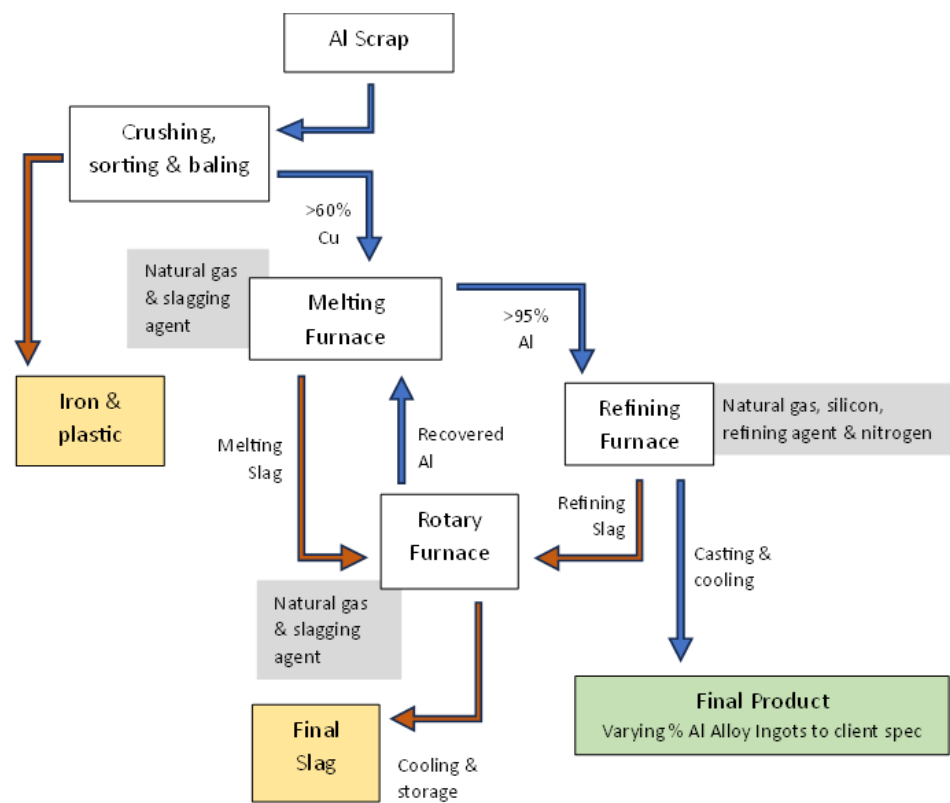 Al Scrap
Crushing,
sorting & baling
>60%
Cu
Natural gas
& slagging
agent
Melting
Furnace
>95%
Al
Iron &
plastic
Refining
Furnace
Natural gas, silicon,
refining agent & nitrogen
Melting
Slag
Recovered
Al
Rotary
Furnace
Refining
Slag
Casting &
cooling
Natural gas
& slagging
agent
Final Product
Varying % Al Alloy Ingots to client spec
Final
Slag
Cooling &
storage